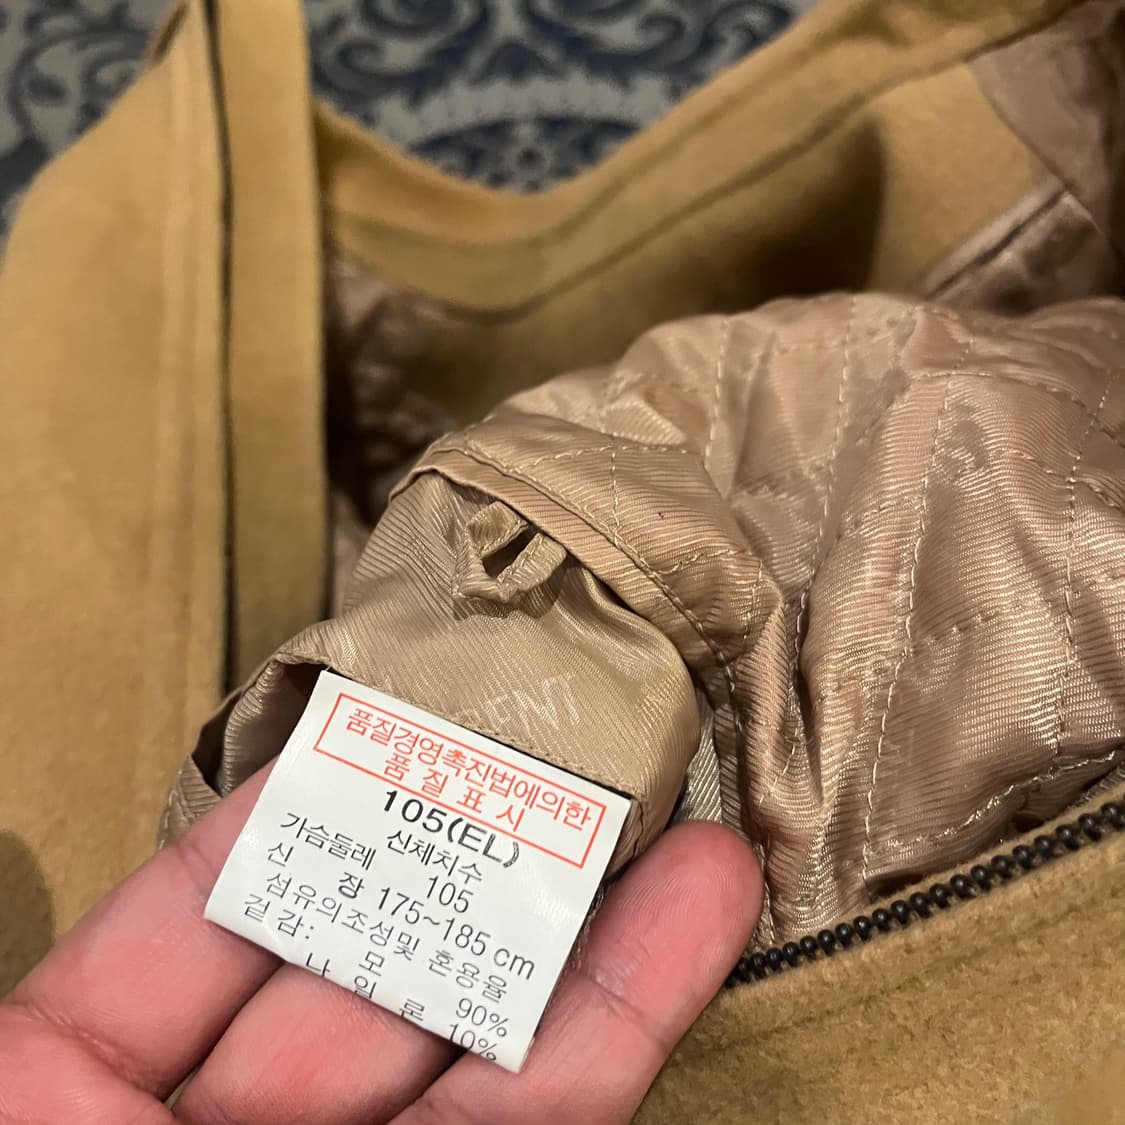 품질경영촉진법에의한
품 질 표 시
105(EL)
신체치수
가슴둘레 105
신 장 175~185 cm
섬유의조성및 혼용율
겉감:
모 90%
나 일 로 10%